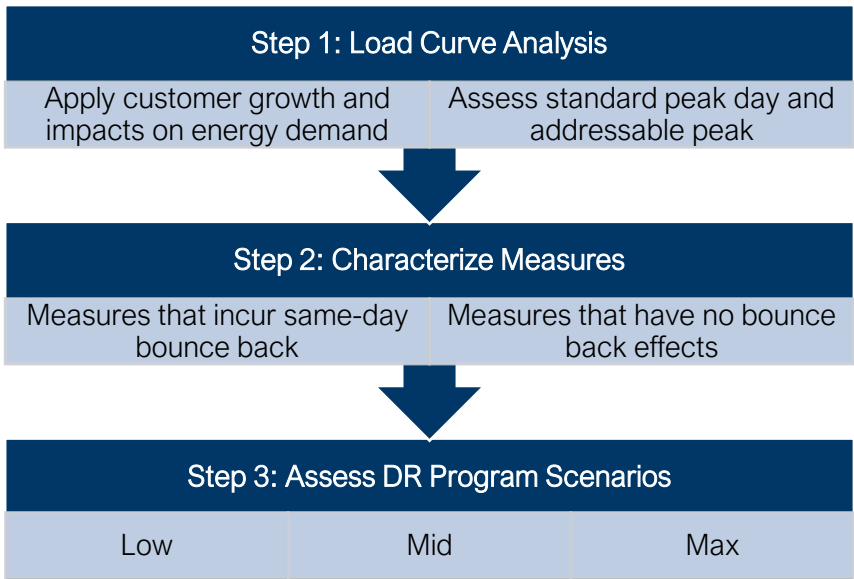 Step 1: Load Curve Analysis
Apply customer growth and
impacts on energy demand
Assess standard peak day and
addressable peak
Step 2: Characterize Measures
Measures that incur same-day
bounce back
Measures that have no bounce
back effects
Step 3: Assess DR Program Scenarios
Low
Mid
Max